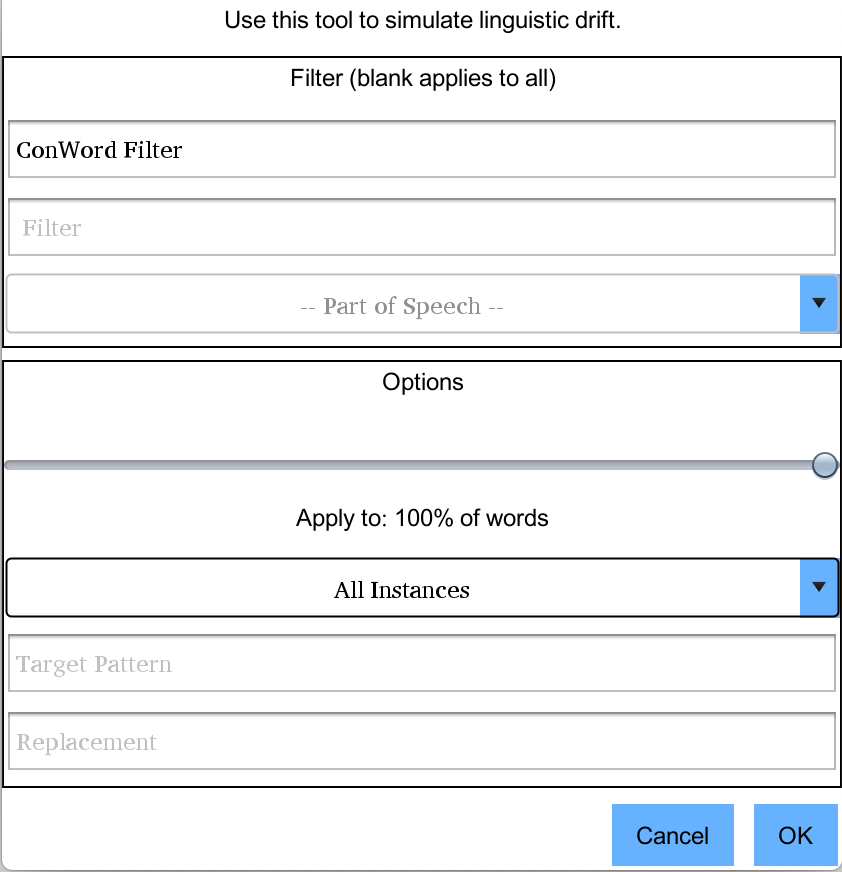 Use this tool to simulate linguistic drift.
Filter (blank applies to all)
ConWord Filter
Filter
-- Part of Speech --
Options
Apply to: 100% of words
All Instances
Target Pattern
Replacement
Cancel OK